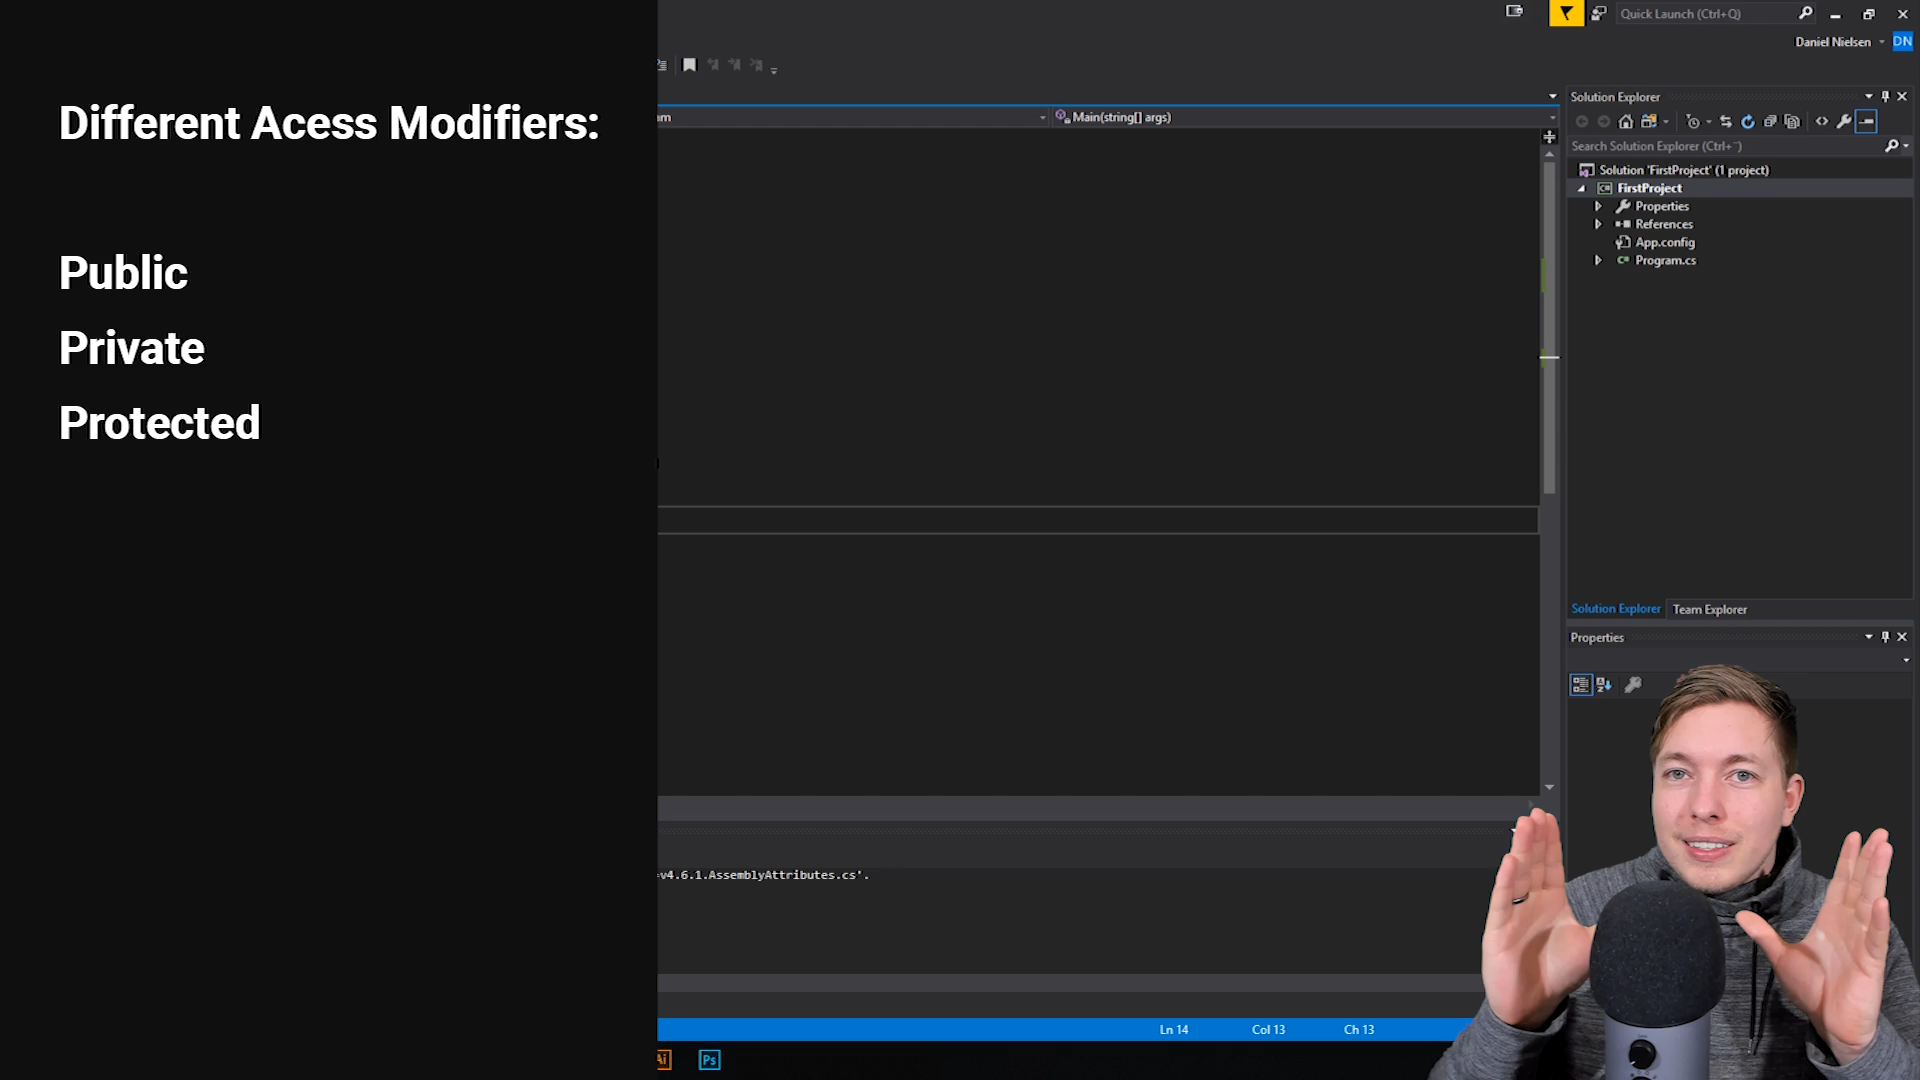 Different Acess Modifiers:
Public
Private
Protected
Quick Launch (Ctrl+Q)
Daniel Nielsen
DN
am
Main(string[] args)
Solution Explorer
Search Solution Explorer (Ctrl+¨)
Solution 'FirstProject' (1 project)
C#
FirstProject
Properties
References
App.config
C# Program.cs
Solution Explorer
Team Explorer
Properties
=v4.6.1.AssemblyAttributes.cs'.
Ln 14
Col 13
Ch 13
Ai
Ps